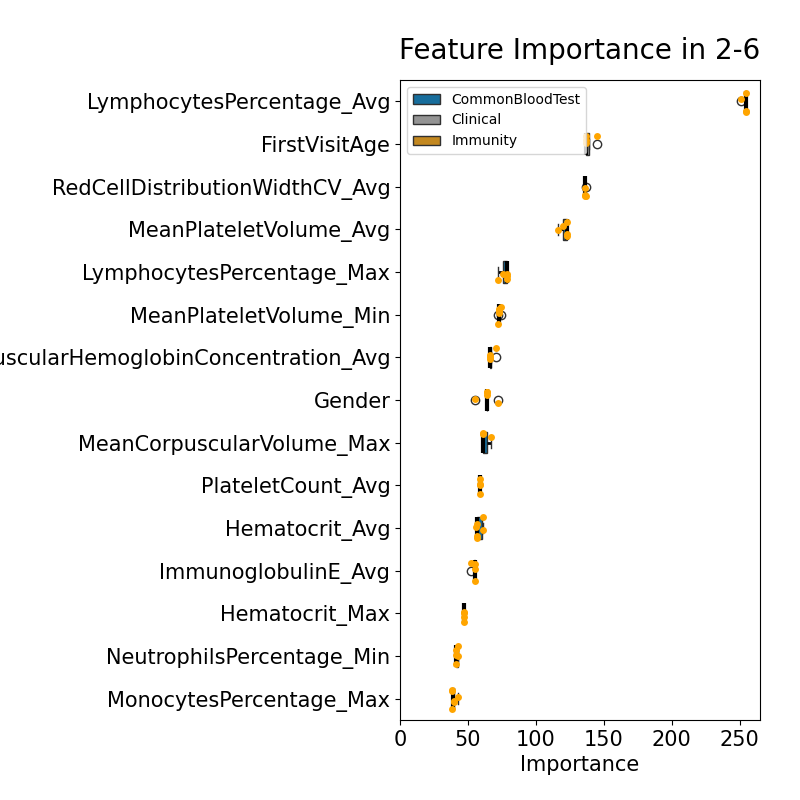 Feature Importance in 2-6
LymphocytesPercentage_Avg
FirstVisitAge
RedCellDistributionWidthCV_Avg
MeanPlateletVolume_Avg
LymphocytesPercentage_Max
MeanPlateletVolume_Min
uscularHemoglobinConcentration_Avg
Gender
MeanCorpuscularVolume_Max
PlateletCount_Avg
Hematocrit_Avg
ImmunoglobulinE_Avg
Hematocrit_Max
NeutrophilsPercentage_Min
MonocytesPercentage_Max
CommonBloodTest
Clinical
Immunity
0 50 100 150 200 250
Importance